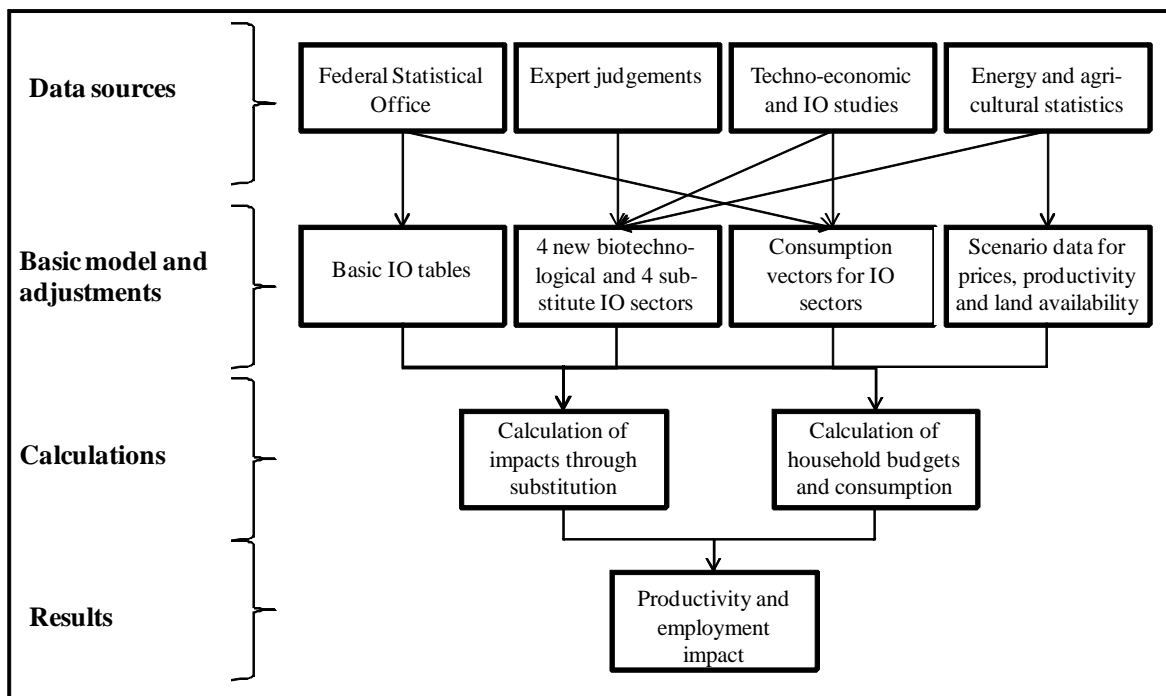 Data sources
Federal Statistical
Office
Expert judgements
Techno-economic
and IO studies
Energy and agri-
cultural statistics
Basic model and
adjustments
Basic IO tables
4 new biotechno-
logical and 4 sub-
stitute IO sectors
Consumption
vectors for IO
sectors
Scenario data for
prices, productivity
and land availability
Calculations
Calculation of
impacts through
substitution
Calculation of
household budgets
and consumption
Results
Productivity and
employment
impact